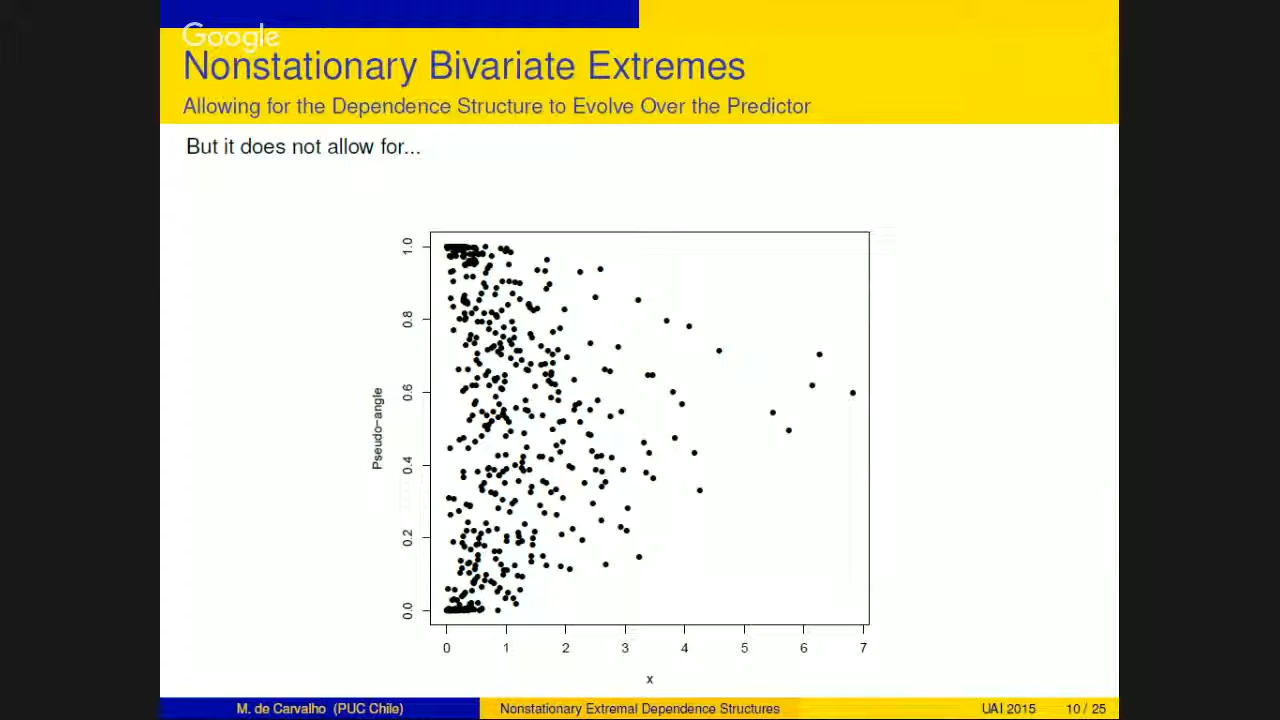 Google
Nonstationary Bivariate Extremes
Allowing for the Dependence Structure to Evolve Over the Predictor
But it does not allow for...
1.0
0.8
0.6
0.4
0.2
0.0
Pseudo-angle
0 1 2 3 4 5 6 7
x
M. de Carvalho (PUC Chile) Nonstationary Extremal Dependence Structures UAI 2015 10 / 25